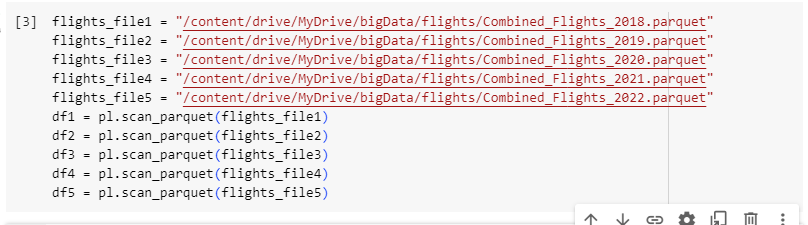 [3] flights_file1 = "/content/drive/MyDrive/bigData/flights/Combined_Flights_2018.parquet"
flights_file2 = "/content/drive/MyDrive/bigData/flights/Combined_Flights_2019.parquet"
flights_file3 = "/content/drive/MyDrive/bigData/flights/Combined_Flights_2020.parquet"
flights_file4 = "/content/drive/MyDrive/bigData/flights/Combined_Flights_2021.parquet"
flights_file5 = "/content/drive/MyDrive/bigData/flights/Combined_Flights_2022.parquet"
df1 = pl.scan_parquet(flights_file1)
df2 = pl.scan_parquet(flights_file2)
df3 = pl.scan_parquet(flights_file3)
df4 = pl.scan_parquet(flights_file4)
df5 = pl.scan_parquet(flights_file5)